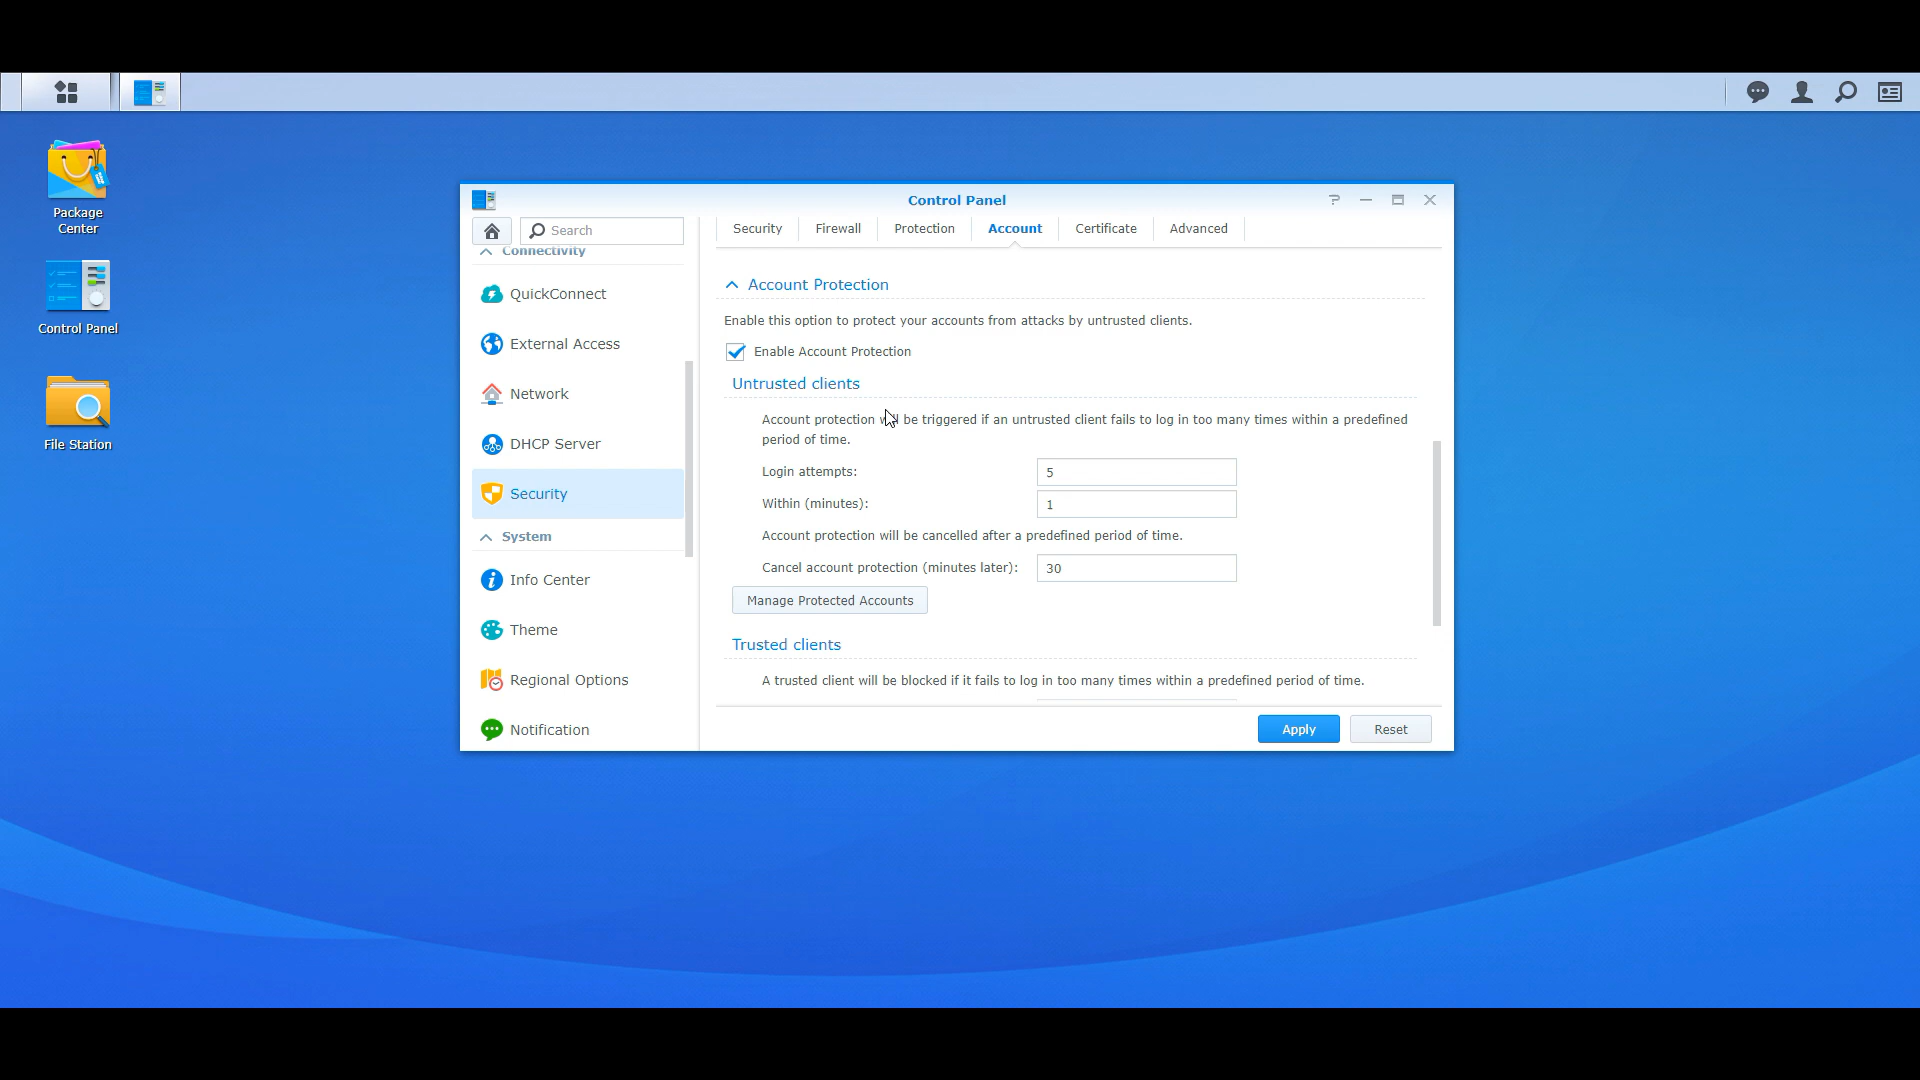 Package
Center
Control Panel
File Station
Control Panel
Search
Connectivity
QuickConnect
External Access
Network
DHCP Server
Security
System
Info Center
Theme
Regional Options
Notification
Security Firewall Protection Account Certificate Advanced
Account Protection
Enable this option to protect your accounts from attacks by untrusted clients.
Enable Account Protection
Untrusted clients
Account protection will be triggered if an untrusted client fails to log in too many times within a predefined
period of time.
Login attempts: 5
Within (minutes): 1
Account protection will be cancelled after a predefined period of time.
Cancel account protection (minutes later): 30
Manage Protected Accounts
Trusted clients
A trusted client will be blocked if it fails to log in too many times within a predefined period of time.
Apply Reset